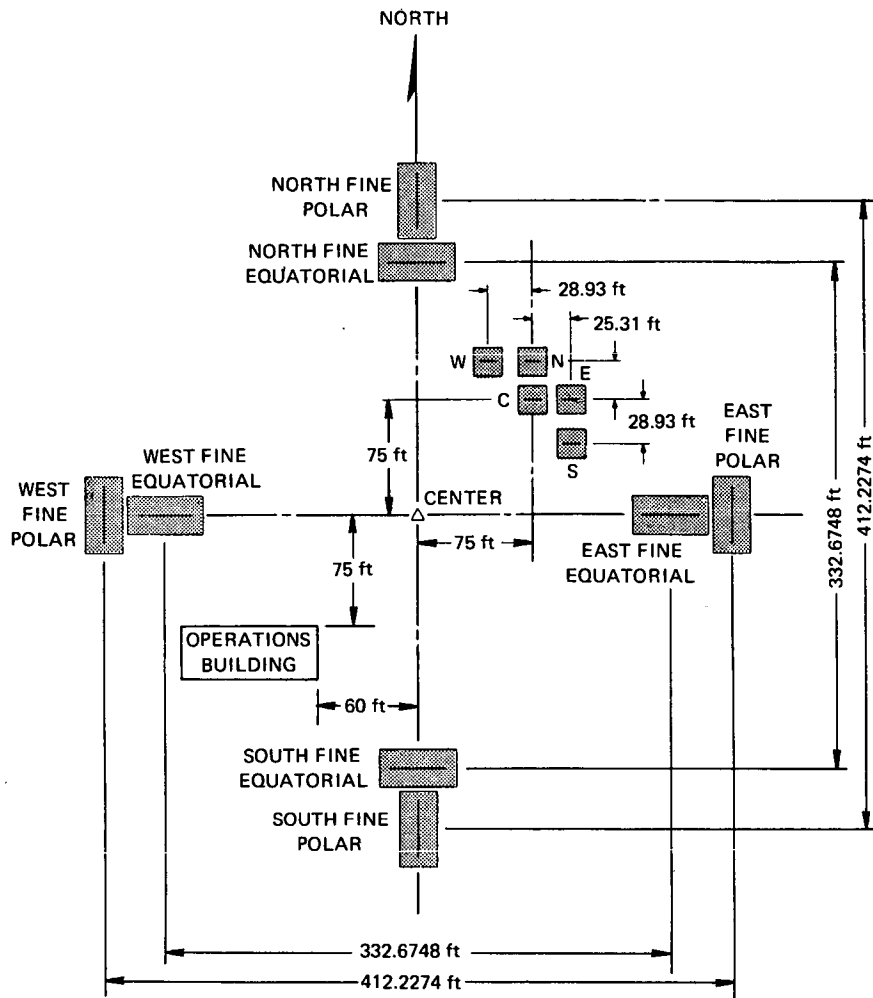 NORTH
NORTH FINE
POLAR
NORTH FINE
EQUATORIAL
28.93 ft
25.31 ft
W
N
E
C
28.93 ft
S
75 ft
EAST
FINE
POLAR
WEST FINE
EQUATORIAL
WEST
FINE
POLAR
CENTER
75 ft
75 ft
EAST FINE
EQUATORIAL
332.6748 ft
412.2274 ft
OPERATIONS
BUILDING
60 ft
SOUTH FINE
EQUATORIAL
SOUTH FINE
POLAR
332.6748 ft
412.2274 ft